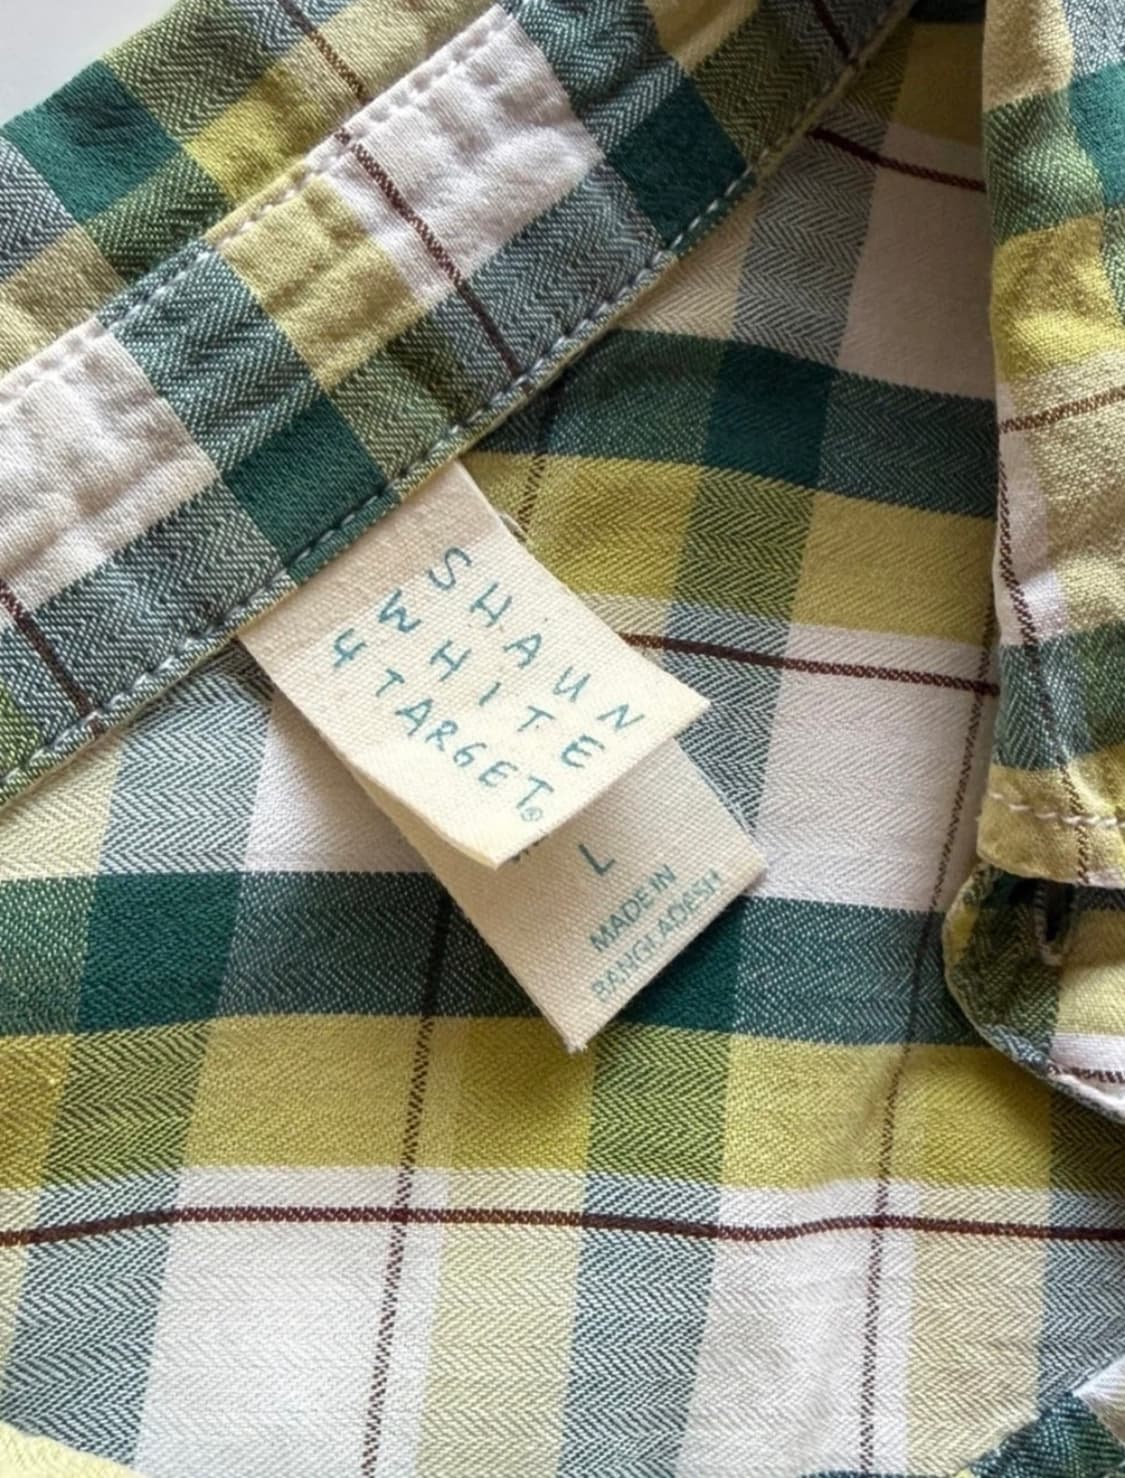 SHAUN
WHITE
4 TARGET®
L
MADE IN
BANGLADESH